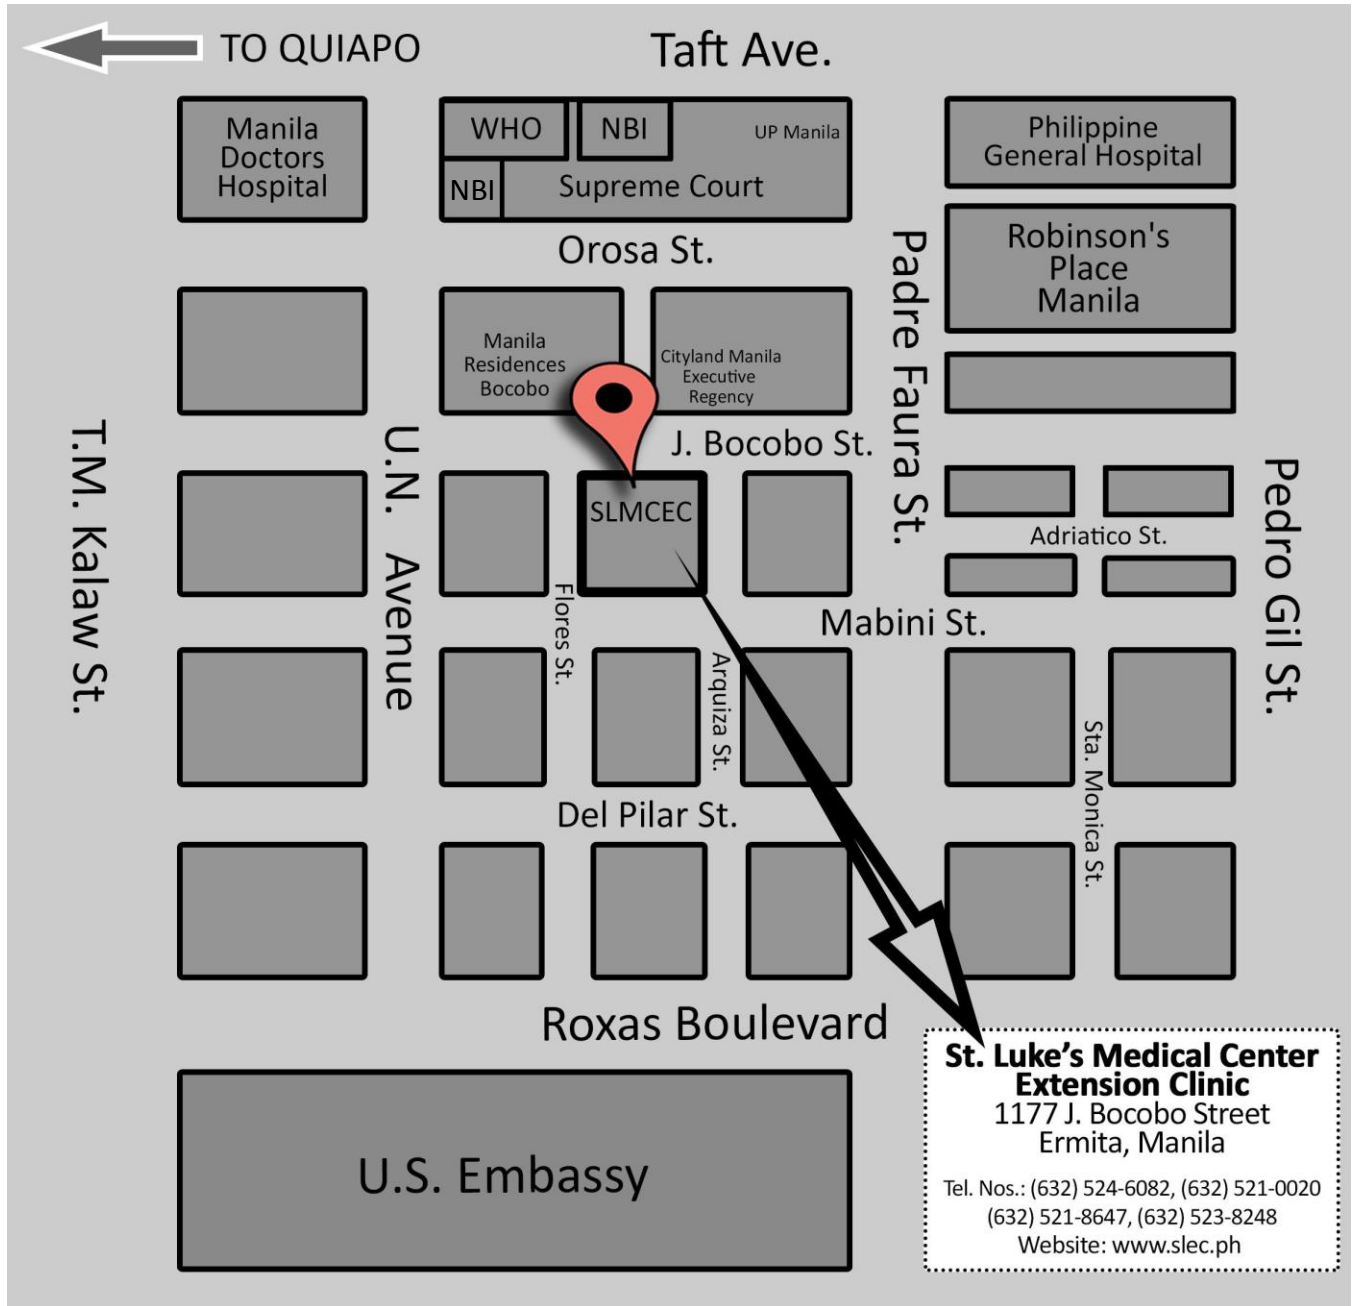 TO QUIAPO
Taft Ave.
Manila
Doctors
Hospital
WHO
NBI
UP Manila
NBI
Supreme Court
Philippine
General Hospital
Orosa St.
Robinson's
Place
Manila
Padre Faura St.
Manila
Residences
Bocobo
Cityland Manila
Executive
Regency
J. Bocobo St.
T.M. Kalaw St.
U.N. Avenue
SLMCEC
Adriatico St.
Pedro Gil St.
Flores St.
Mabini St.
Arquiza St.
Sta. Monica St.
Del Pilar St.
Roxas Boulevard
U.S. Embassy
St. Luke’s Medical Center
Extension Clinic
1177 J. Bocobo Street
Ermita, Manila
Tel. Nos.: (632) 524-6082, (632) 521-0020
(632) 521-8647, (632) 523-8248
Website: www.slec.ph